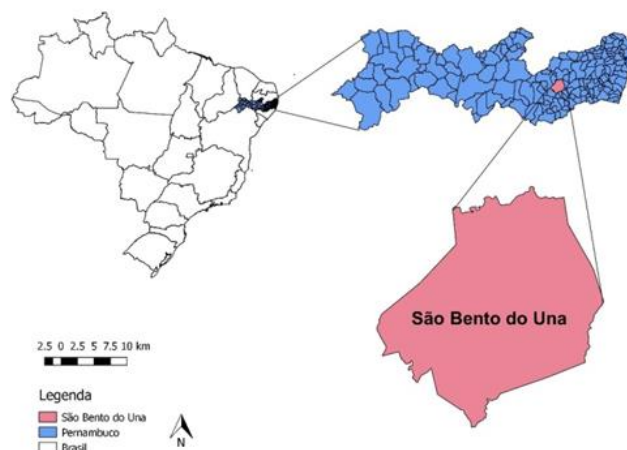 São Bento do Una
2.5 0 2.5 5 7.5 10 km
Legenda
São Bento do Una
Pernambuco
Brasil
N